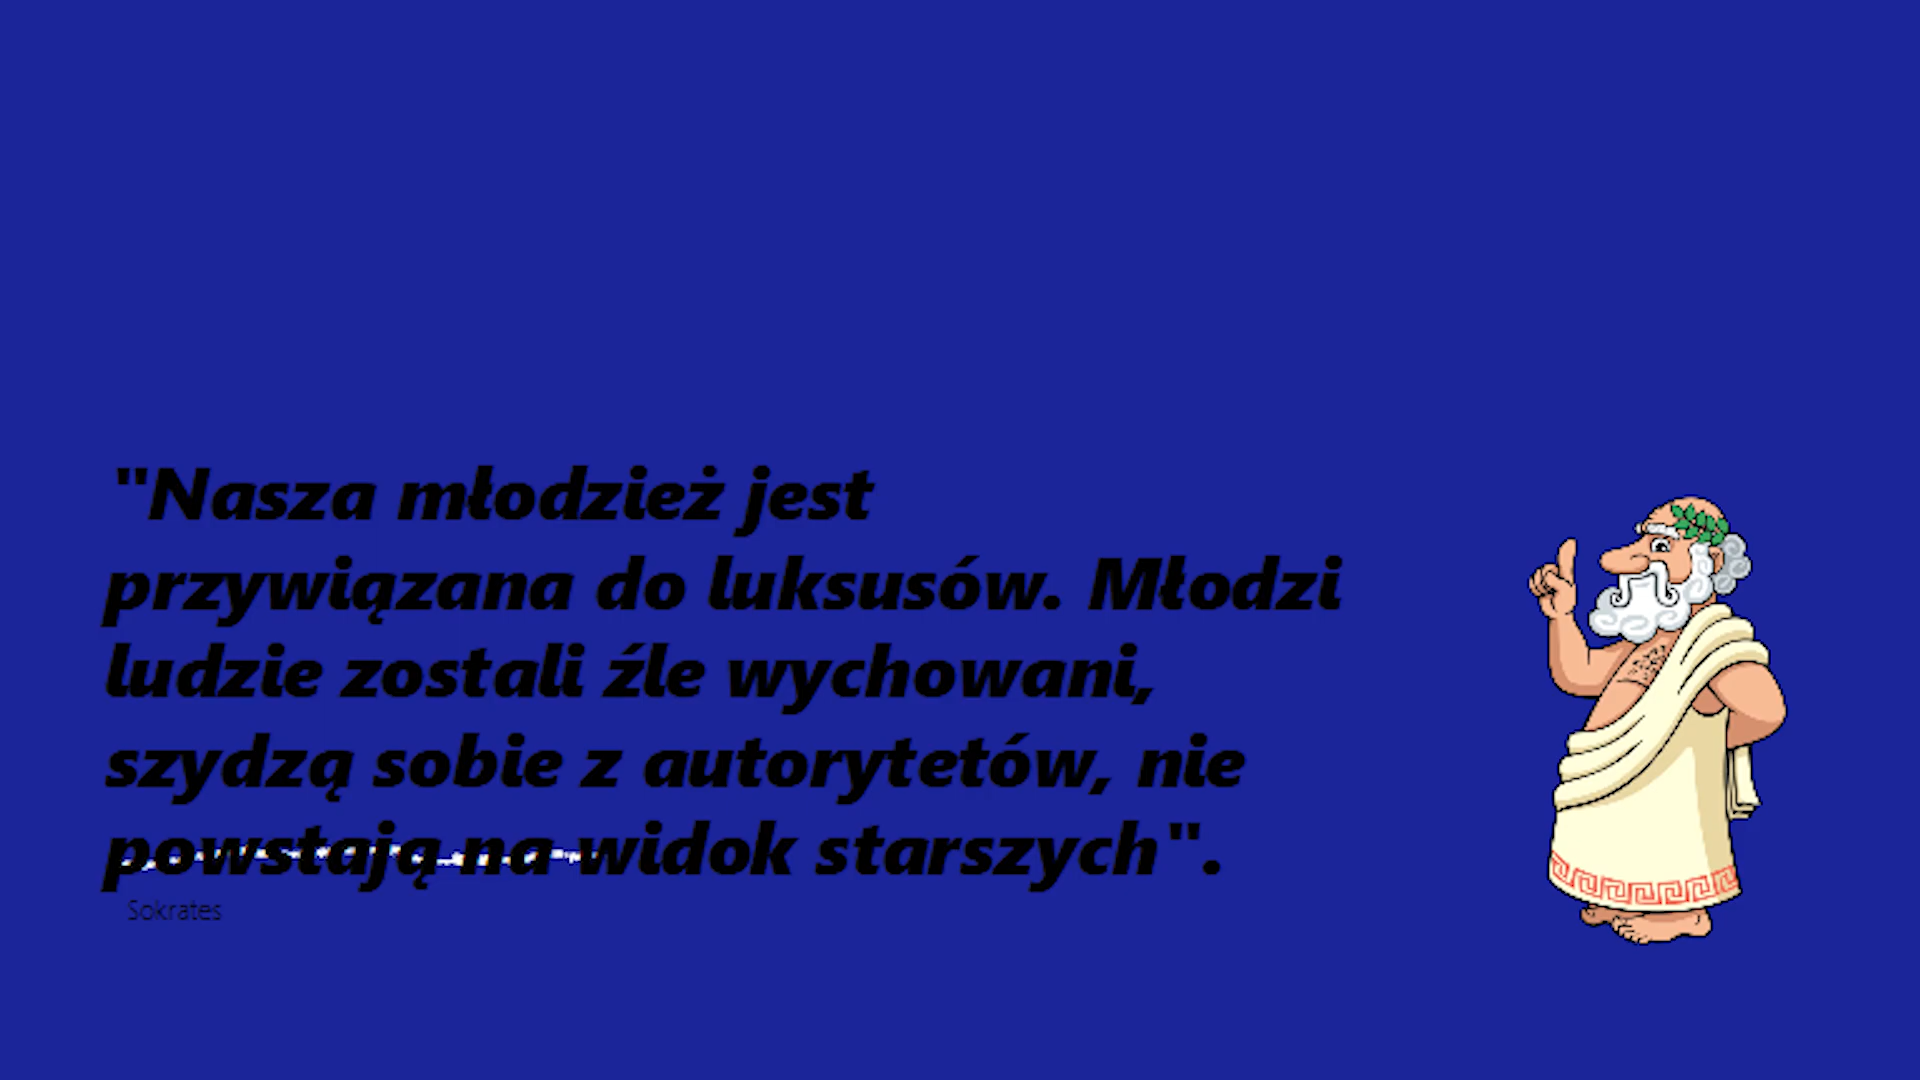 "Nasza młodzież jest
przywiązana do luksusów. Młodzi
ludzie zostali źle wychowani,
szydzą sobie z autorytetów, nie
powstają na widok starszych".
Sokrates